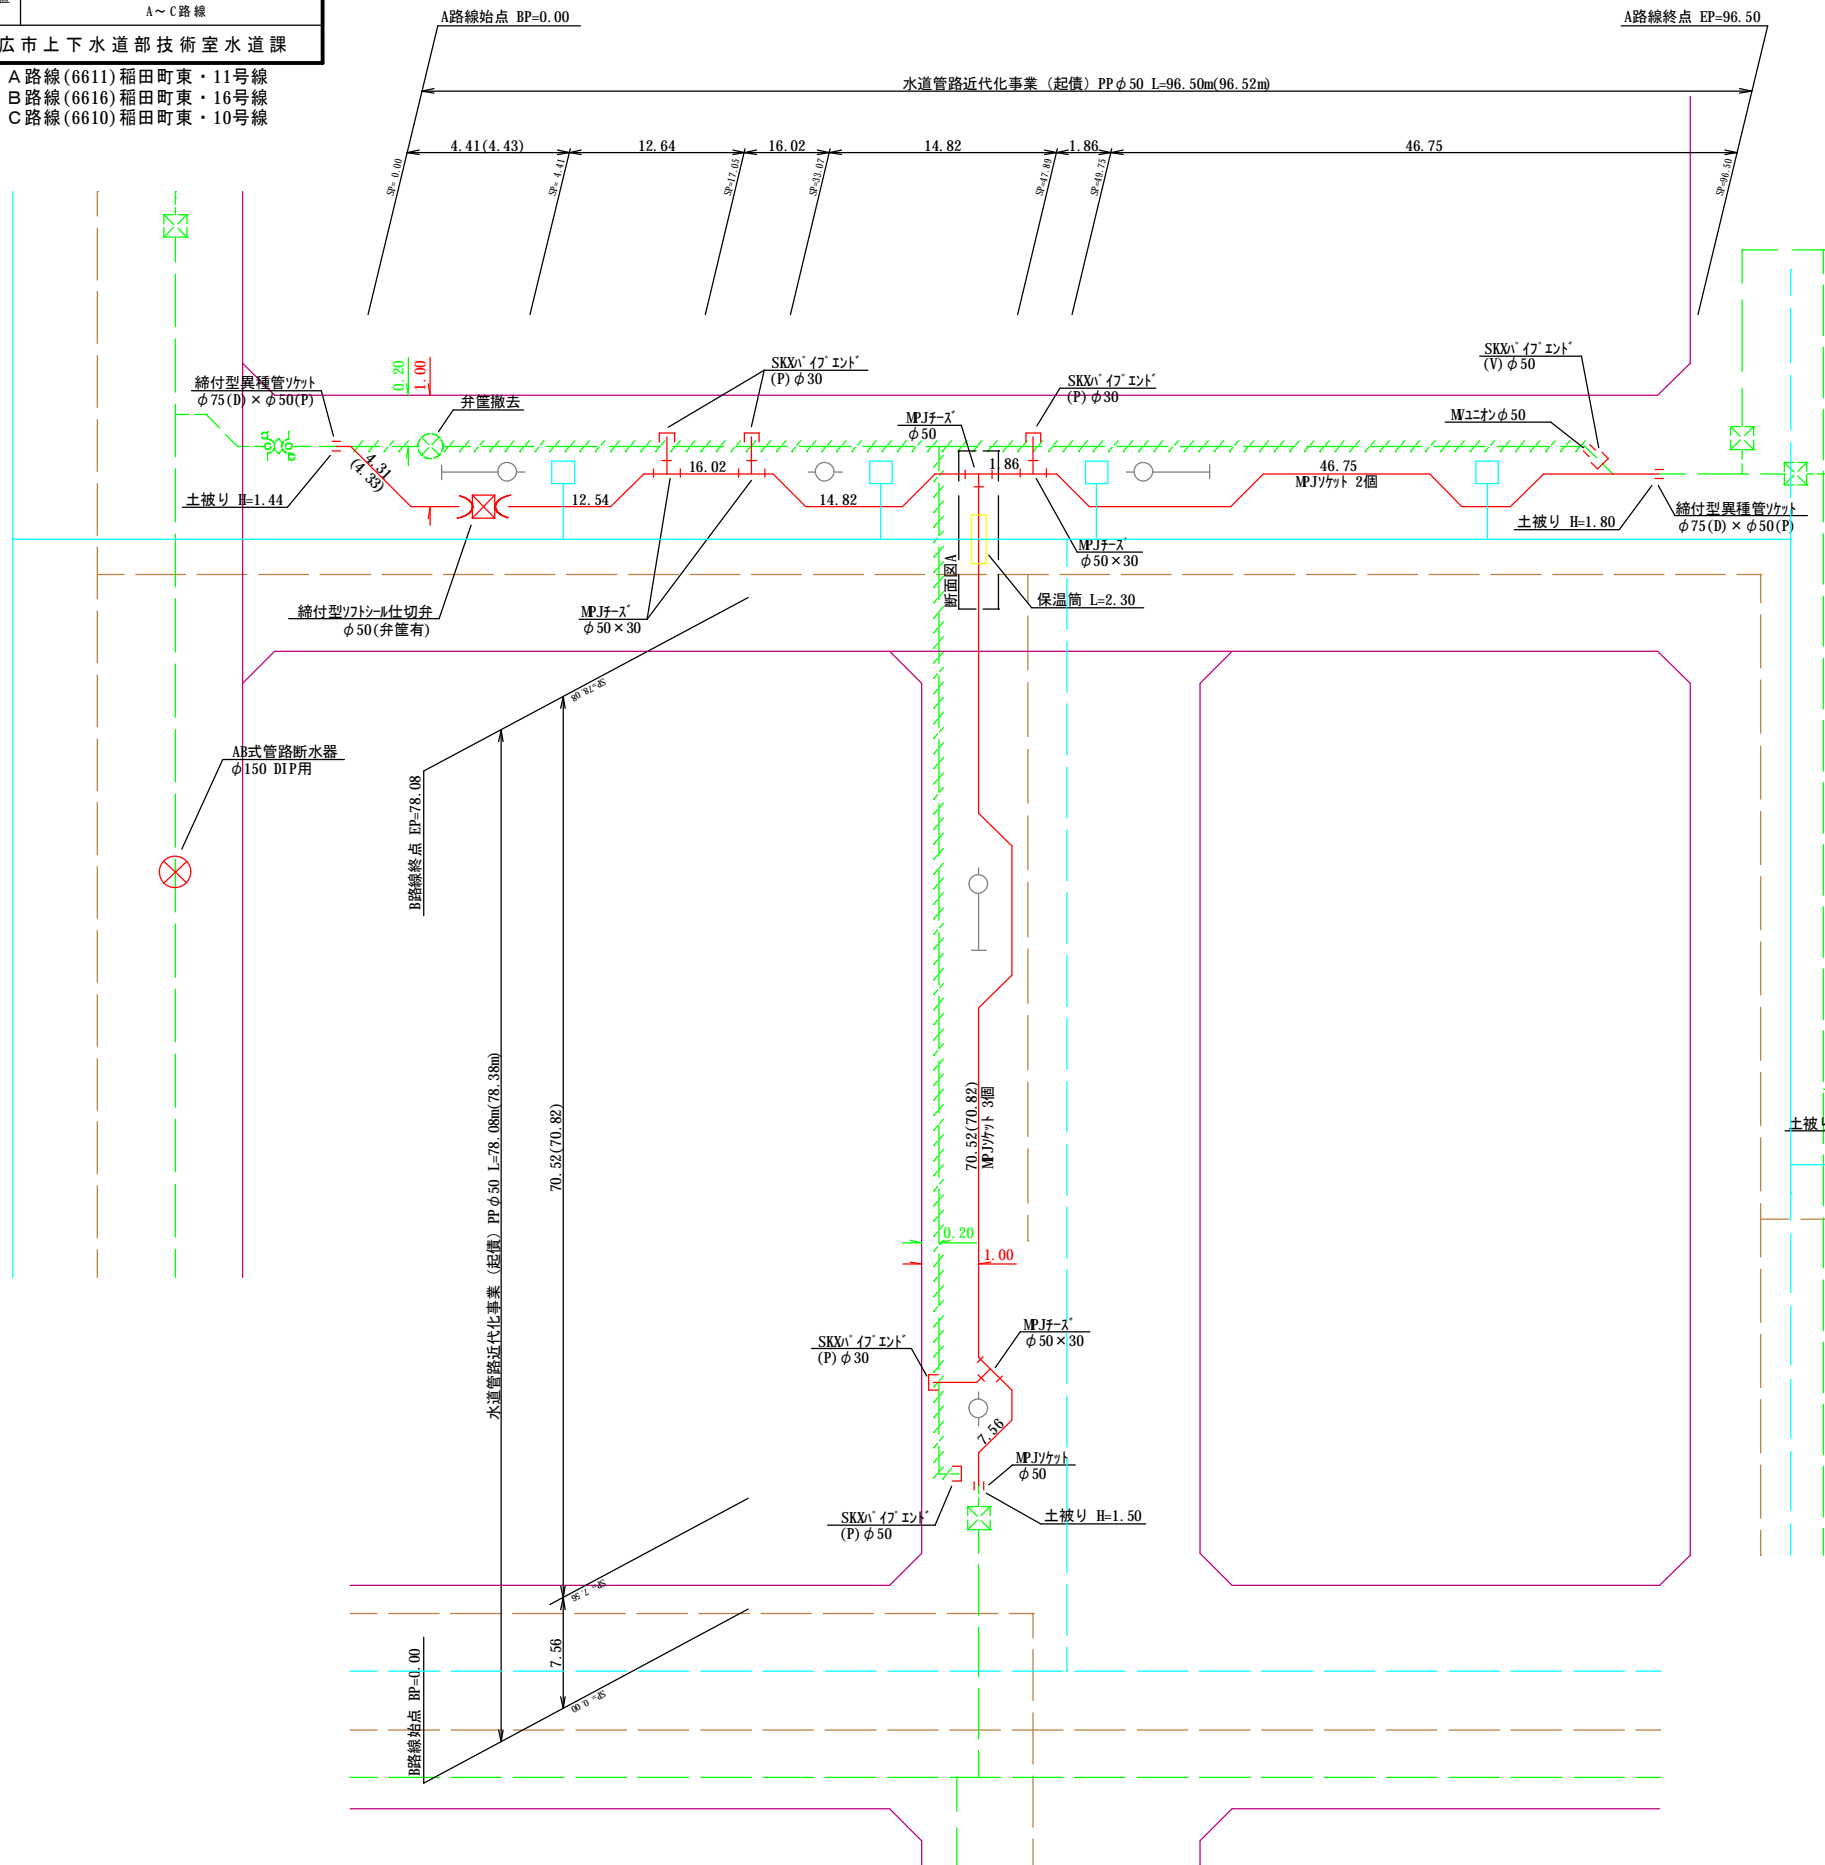 A～C路線
広市上下水道部技術室水道課
A路線(6611)稲田町東・11号線
B路線(6616)稲田町東・16号線
C路線(6610)稲田町東・10号線
A路線始点 BP=0.00
A路線終点 EP=96.50
水道管路近代化事業（起債）PPφ50 L=96.50m(96.52m)
4.41(4.43)
12.64
16.02
14.82
1.86
46.75
SP= 0.00
SP= 4.41
SP=17.05
SP=33.07
SP=47.89
SP=49.75
SP=96.50
0.20
1.00
締付型異種管ソケット
φ75(D)×φ50(P)
弁筐撤去
SKXパイプエンド
(P)φ30
SKXパイプエンド
(P)φ30
MPJチーズ
φ50
SKXパイプエンド
(V)φ50
MVユニオンφ50
4.31
(4.33)
16.02
1.86
46.75
MPJソケット 2個
土被り H=1.44
12.54
14.82
土被り H=1.80
締付型異種管ソケット
φ75(D)×φ50(P)
MPJチーズ
φ50×30
断面図A
保温筒 L=2.30
締付型ソフトシール仕切弁
φ50(弁筐有)
MPJチーズ
φ50×30
SP=78.08
AB式管路断水器
φ150 DIP用
B路線終点 EP=78.08
水道管路近代化事業（起債）PPφ50 L=78.08m(78.38m)
70.52(70.82)
70.52(70.82)
MPJソケット 3個
土被り
0.20
1.00
SKXパイプエンド
(P)φ30
MPJチーズ
φ50×30
7.56
MPJソケット
φ50
SKXパイプエンド
(P)φ50
土被り H=1.50
SP= 7.56
7.56
SP= 0.00
B路線始点 BP=0.00